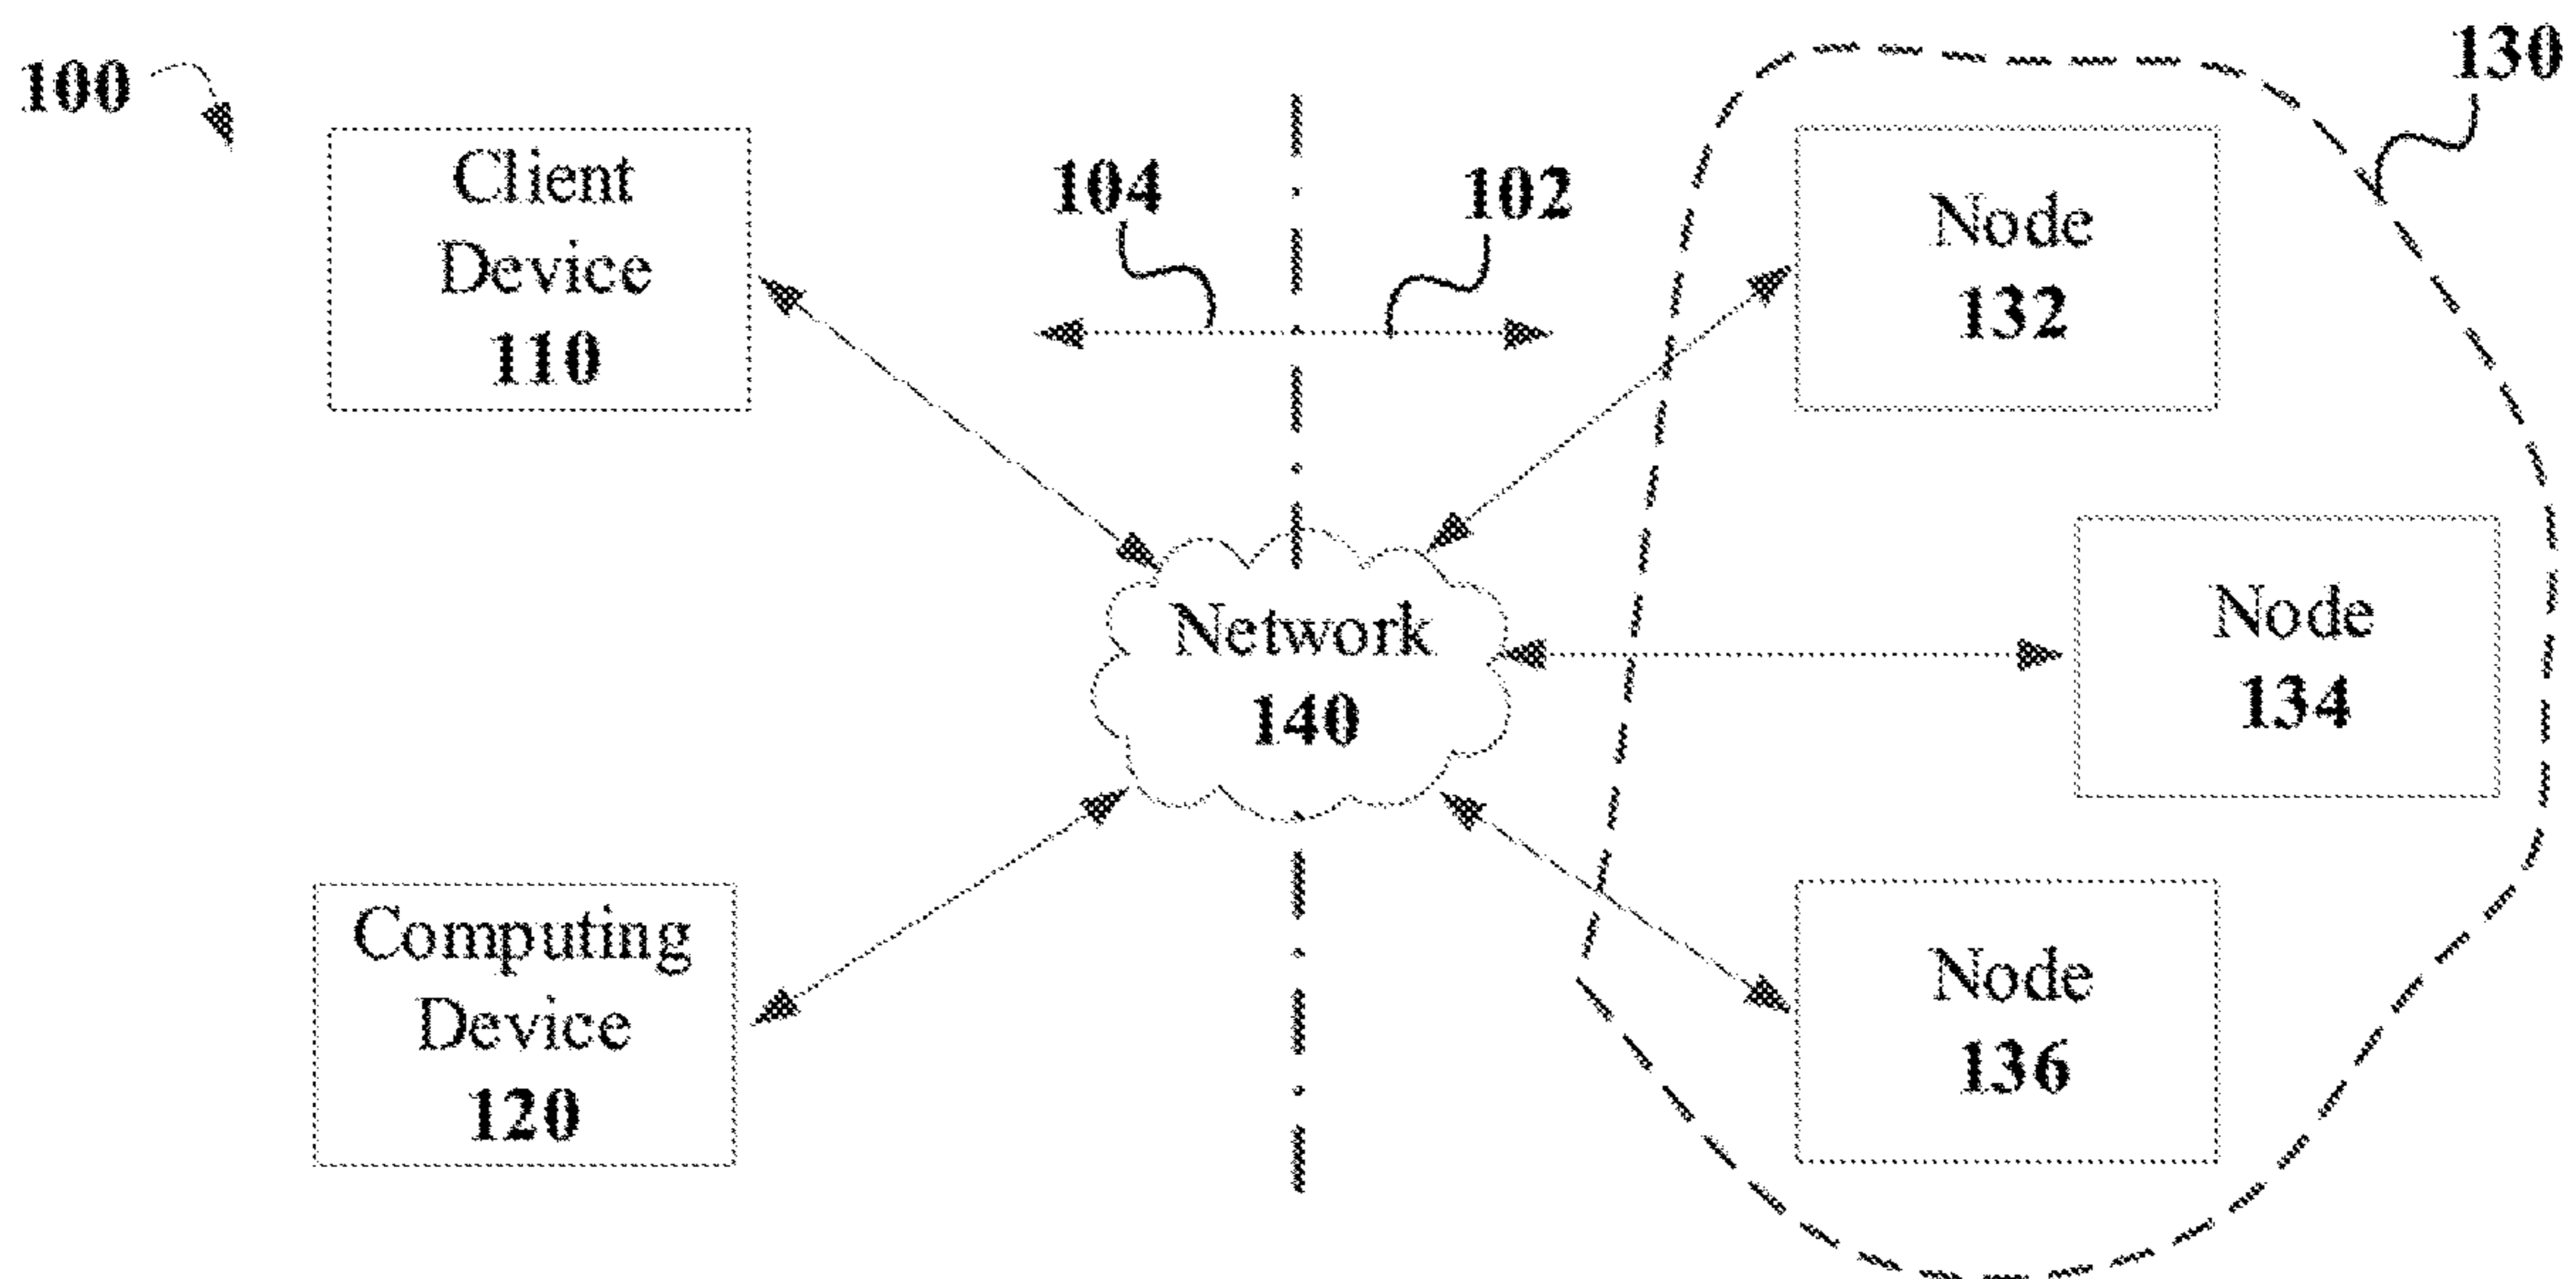 100
130
Client
Device
110
104
102
Node
132
Network
140
Node
134
Computing
Device
120
Node
136